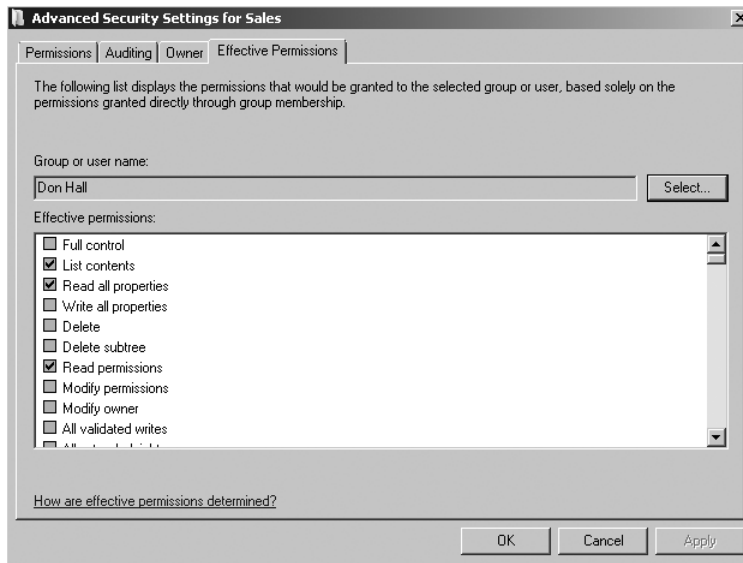 Advanced Security Settings for Sales
Permissions Auditing Owner Effective Permissions
The following list displays the permissions that would be granted to the selected group or user, based solely on the
permissions granted directly through group membership.
Group or user name:
Don Hall Select...
Effective permissions:
Full control
List contents
Read all properties
Write all properties
Delete
Delete subtree
Read permissions
Modify permissions
Modify owner
All validated writes
How are effective permissions determined?
OK Cancel Apply